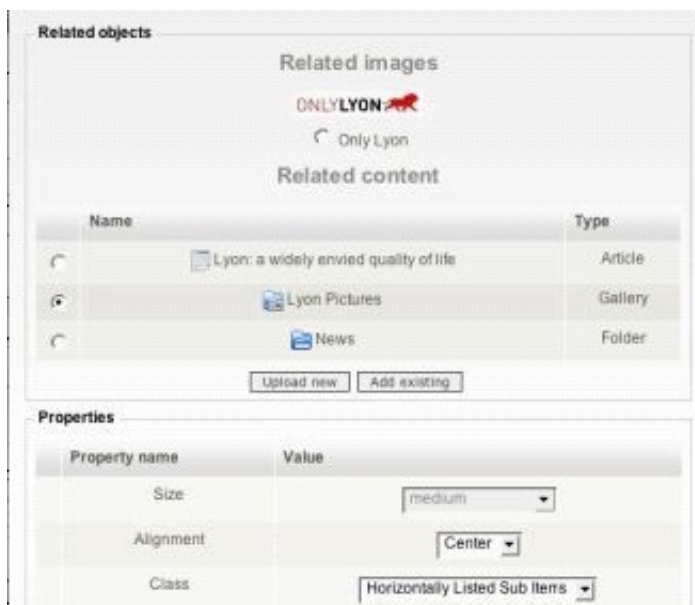 Related objects
Related images
ONLYLYON
Only Lyon
Related content
Name Type
Lyon: a widely envied quality of life Article
Lyon Pictures Gallery
News Folder
Upload new Add existing
Properties
Property name Value
Size medium
Alignment Center
Class Horizontally Listed Sub Items